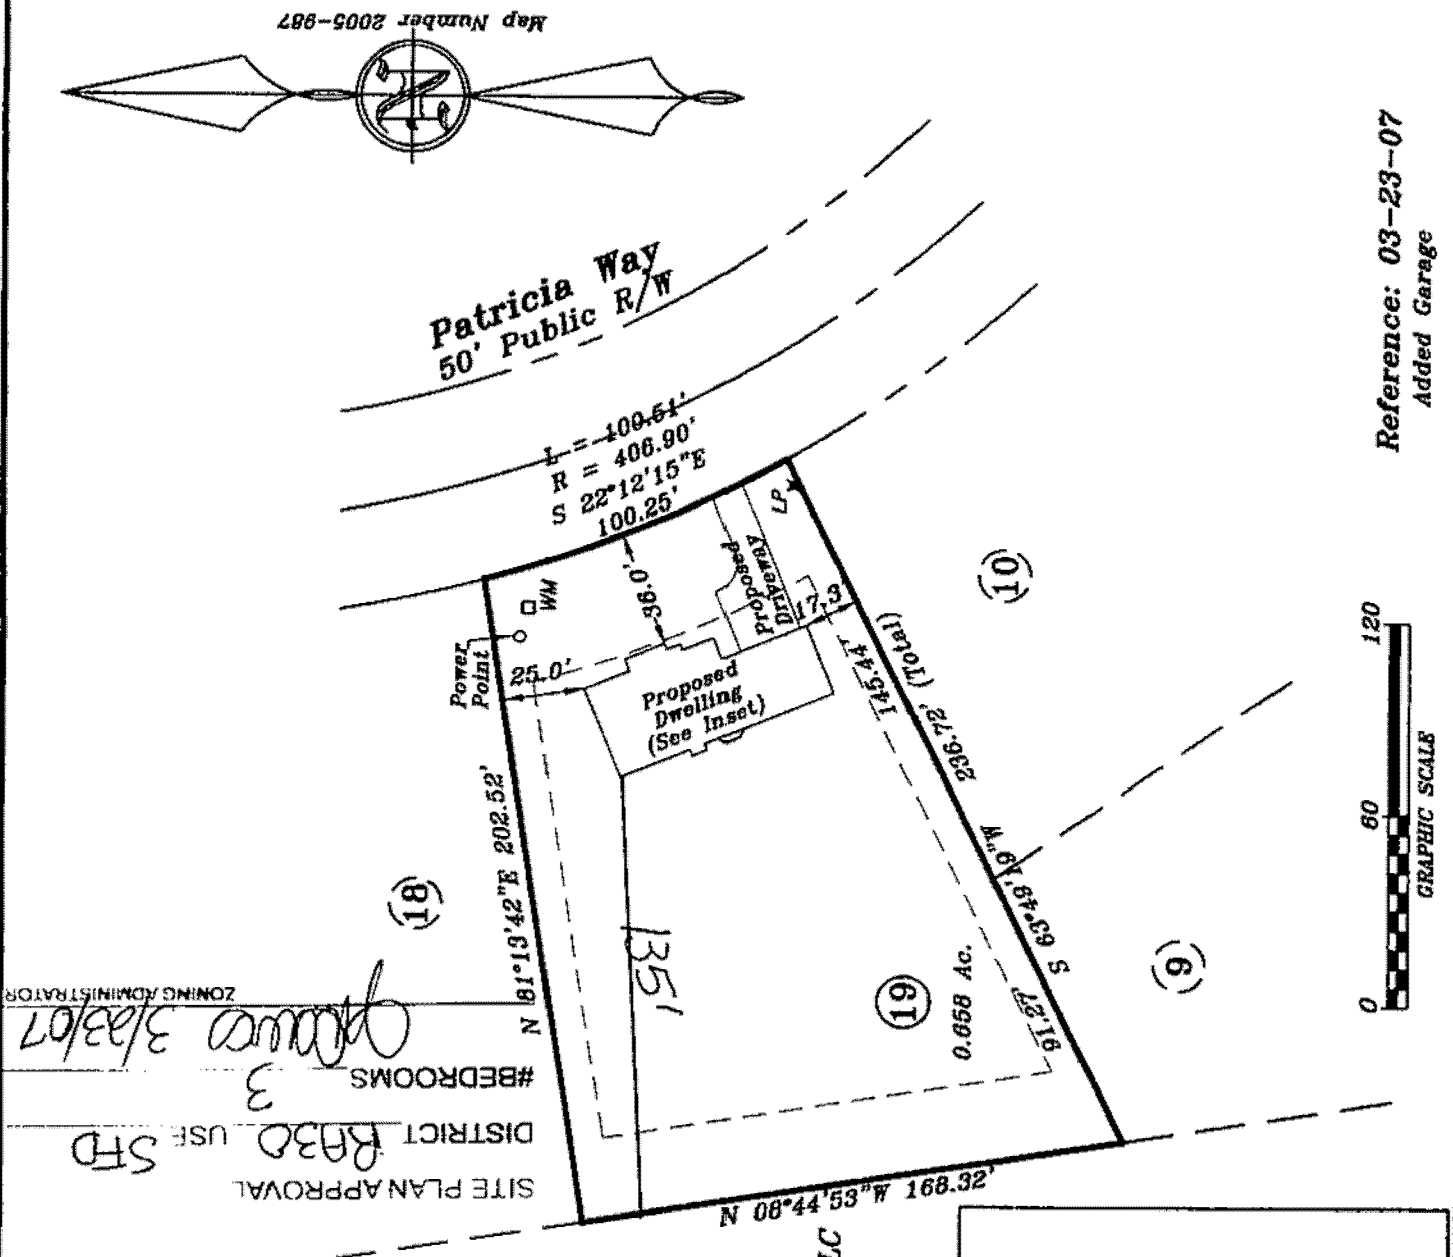 Map Number 2005-987
N
Patricia Way
50' Public R/W
L = 100.51'
R = 406.90'
S 22°12'15"E
100.25'
LP
WM
Power
Point
25.0'
36.0'
Proposed
Driveway
17.3'
Proposed
Dwelling
(See Inset)
145.44'
236.72' (Total)
S 63°49'19"W
91.27'
10
9
18
19
0.658 Ac.
N 81°13'42"E 202.52'
135'
N 08°44'53"W 168.32'
LC
SITE PLAN APPROVAL
DISTRICT RA30 USE SFD
#BEDROOMS 3
3/23/07
ZONING ADMINISTRATOR
Reference: 03-23-07
Added Garage
0 60 120
GRAPHIC SCALE